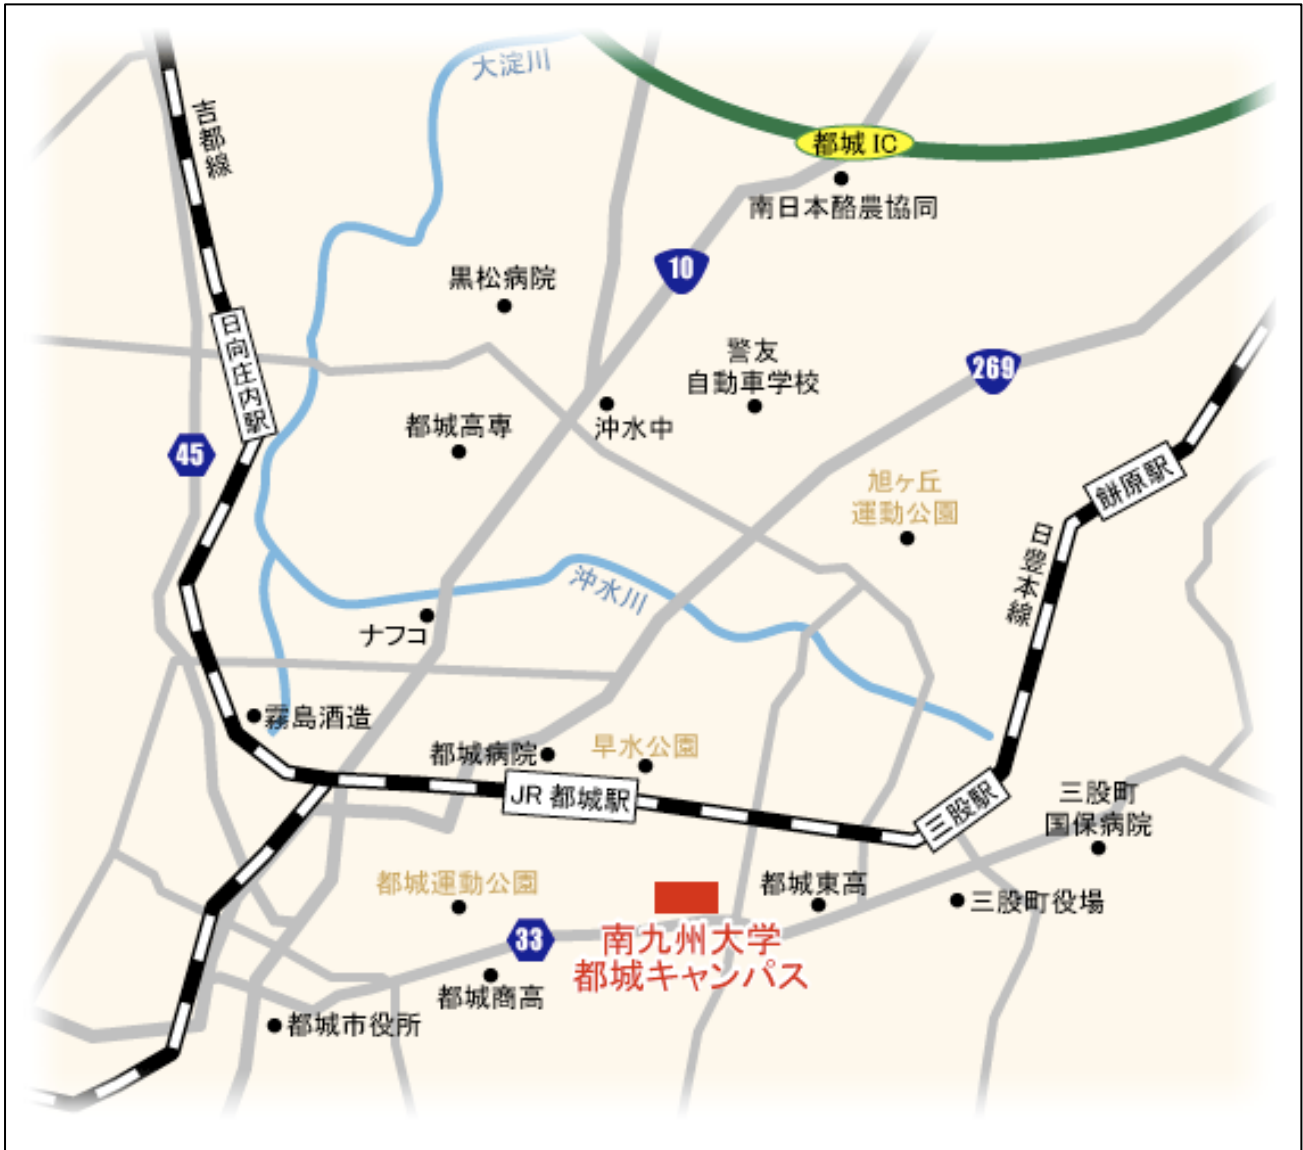 大淀川
吉都線
都城 IC
南日本酪農協同
10
黒松病院
日向庄内駅
警友
自動車学校
269
都城高専
沖水中
45
餅原駅
旭ヶ丘
運動公園
日豊本線
沖水川
ナフコ
霧島酒造
都城病院
早水公園
JR 都城駅
三股駅
三股町
国保病院
都城運動公園
都城東高
三股町役場
33
南九州大学
都城キャンパス
都城商高
都城市役所